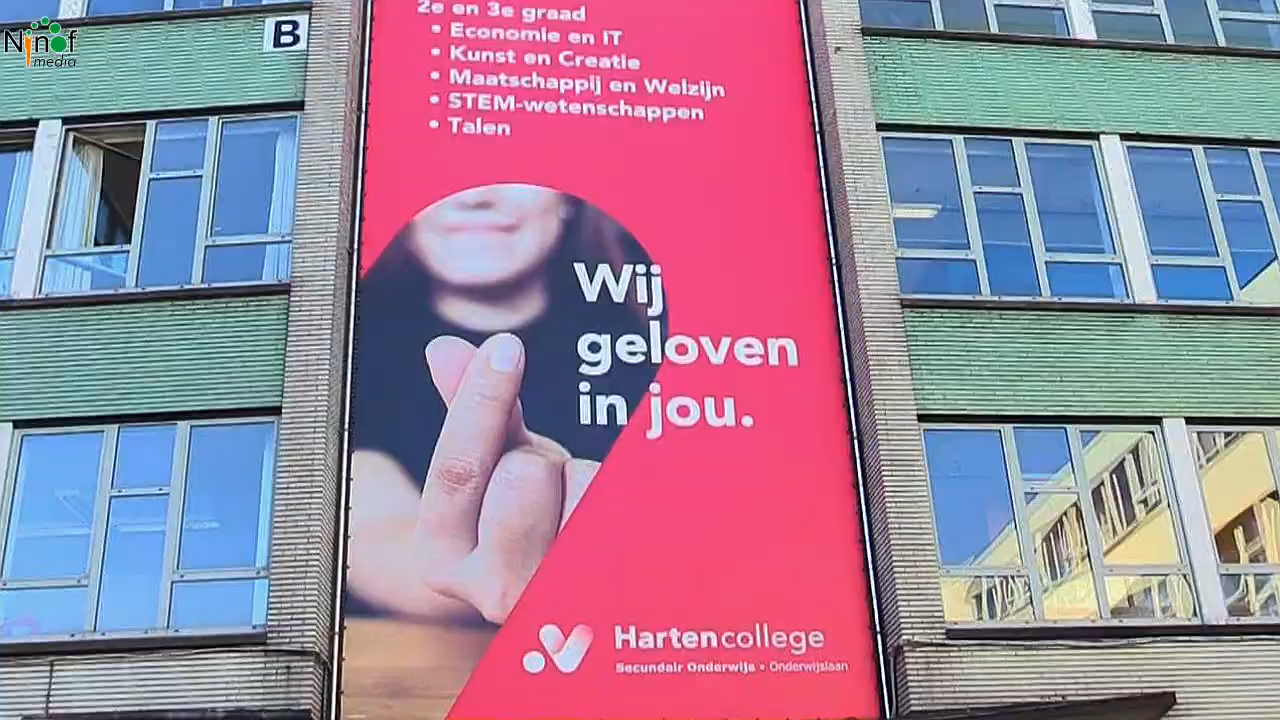 Ninof
media
B
2e en 3e graad
• Economie en IT
• Kunst en Creatie
• Maatschappij en Welzijn
• STEM-wetenschappen
• Talen
Wij
geloven
in jou.
Hartencollege
Secundair Onderwijs • Onderwijslaan